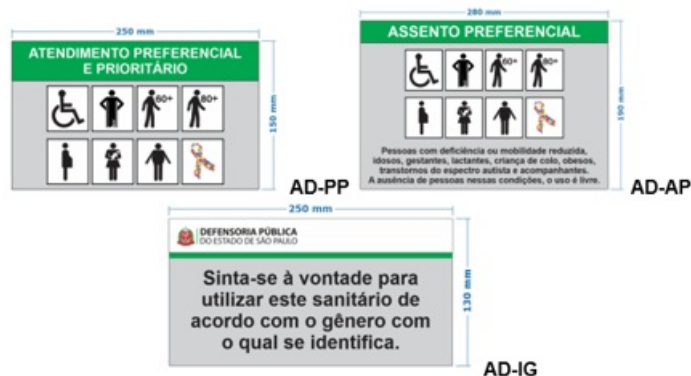 250 mm
ATENDIMENTO PREFERENCIAL
E PRIORITÁRIO
60+
80+
150 mm
AD-PP
280 mm
ASSENTO PREFERENCIAL
60+
80+
Pessoas com deficiência ou mobilidade reduzida,
idosos, gestantes, lactantes, criança de colo, obesos,
transtornos do espectro autista e acompanhantes.
A ausência de pessoas nessas condições, o uso é livre.
190 mm
AD-AP
250 mm
DEFENSORIA PÚBLICA
DO ESTADO DE SÃO PAULO
Sinta-se à vontade para
utilizar este sanitário de
acordo com o gênero com
o qual se identifica.
130 mm
AD-IG